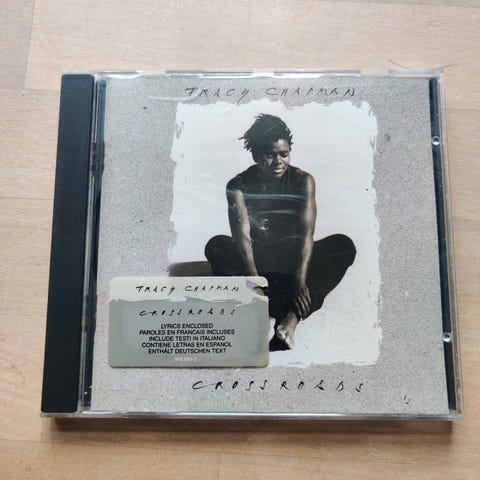 TRACY CHAPMAN
TRACY CHAPMAN
CROSSROADS
LYRICS ENCLOSED
PAROLES EN FRANCAIS INCLUSES
INCLUDE TESTI IN ITALIANO
CONTIENE LETRAS EN ESPANOL
ENTHÄLT DEUTSCHEN TEXT
CROSSROADS